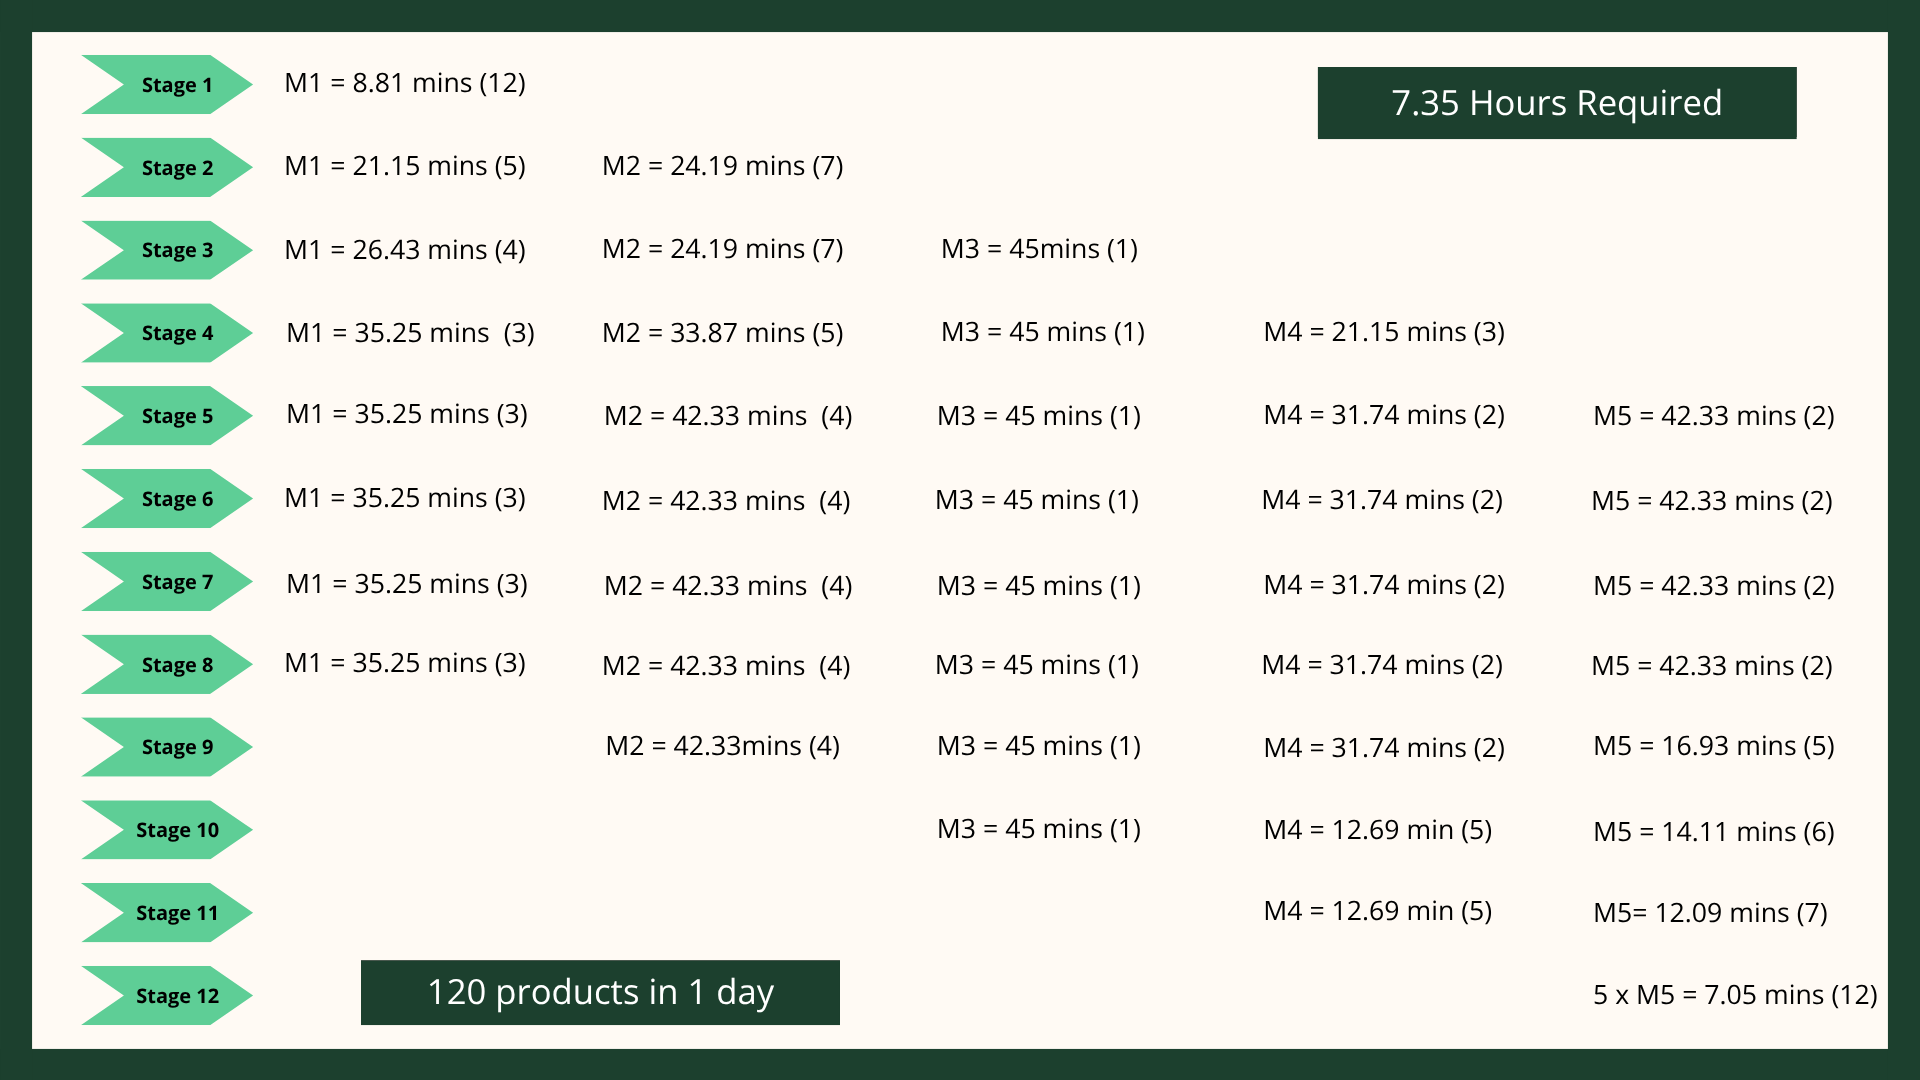 Stage 1 M1 = 8.81 mins (12)
7.35 Hours Required
Stage 2 M1 = 21.15 mins (5) M2 = 24.19 mins (7)
Stage 3 M1 = 26.43 mins (4) M2 = 24.19 mins (7) M3 = 45mins (1)
Stage 4 M1 = 35.25 mins (3) M2 = 33.87 mins (5) M3 = 45 mins (1) M4 = 21.15 mins (3)
Stage 5 M1 = 35.25 mins (3) M2 = 42.33 mins (4) M3 = 45 mins (1) M4 = 31.74 mins (2) M5 = 42.33 mins (2)
Stage 6 M1 = 35.25 mins (3) M2 = 42.33 mins (4) M3 = 45 mins (1) M4 = 31.74 mins (2) M5 = 42.33 mins (2)
Stage 7 M1 = 35.25 mins (3) M2 = 42.33 mins (4) M3 = 45 mins (1) M4 = 31.74 mins (2) M5 = 42.33 mins (2)
Stage 8 M1 = 35.25 mins (3) M2 = 42.33 mins (4) M3 = 45 mins (1) M4 = 31.74 mins (2) M5 = 42.33 mins (2)
Stage 9 M2 = 42.33mins (4) M3 = 45 mins (1) M4 = 31.74 mins (2) M5 = 16.93 mins (5)
Stage 10 M3 = 45 mins (1) M4 = 12.69 min (5) M5 = 14.11 mins (6)
Stage 11 M4 = 12.69 min (5) M5= 12.09 mins (7)
Stage 12 120 products in 1 day 5 x M5 = 7.05 mins (12)